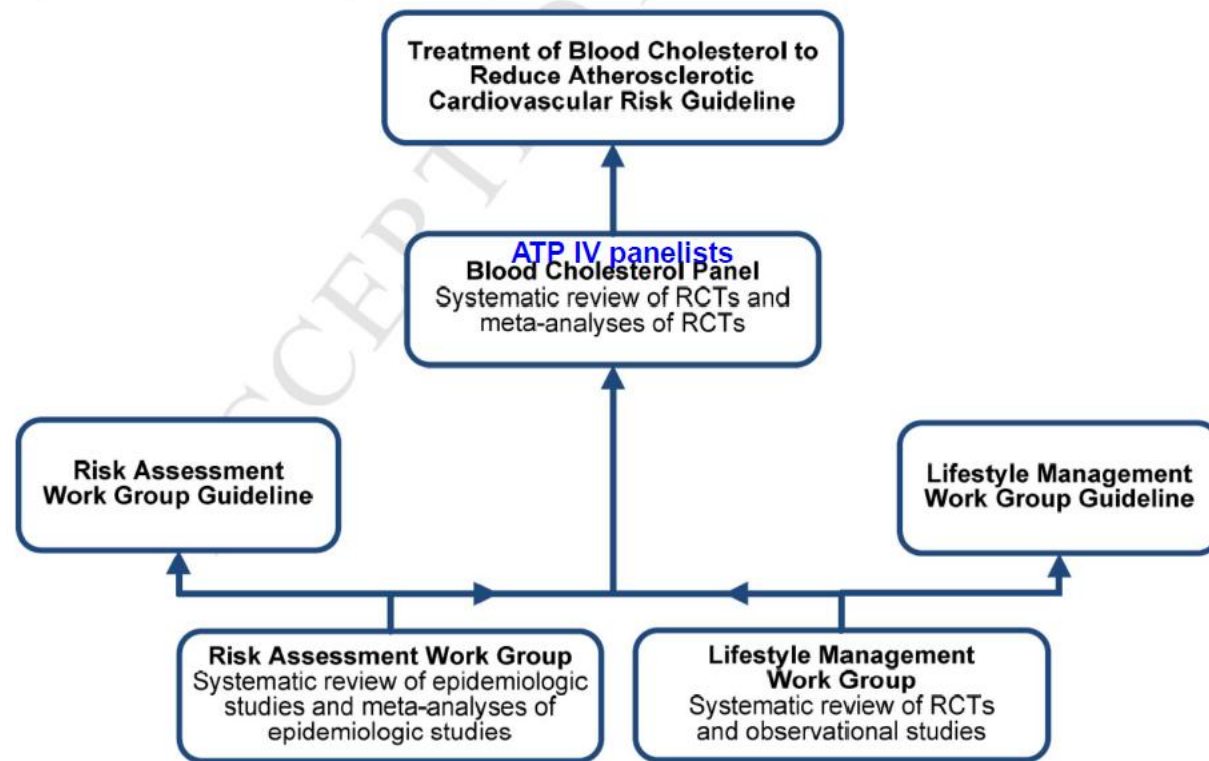 Treatment of Blood Cholesterol to
Reduce Atherosclerotic
Cardiovascular Risk Guideline
ATP IV panelists
Blood Cholesterol Panel
Systematic review of RCTs and
meta-analyses of RCTs
Risk Assessment
Work Group Guideline
Lifestyle Management
Work Group Guideline
Risk Assessment Work Group
Systematic review of epidemiologic
studies and meta-analyses of
epidemiologic studies
Lifestyle Management
Work Group
Systematic review of RCTs
and observational studies